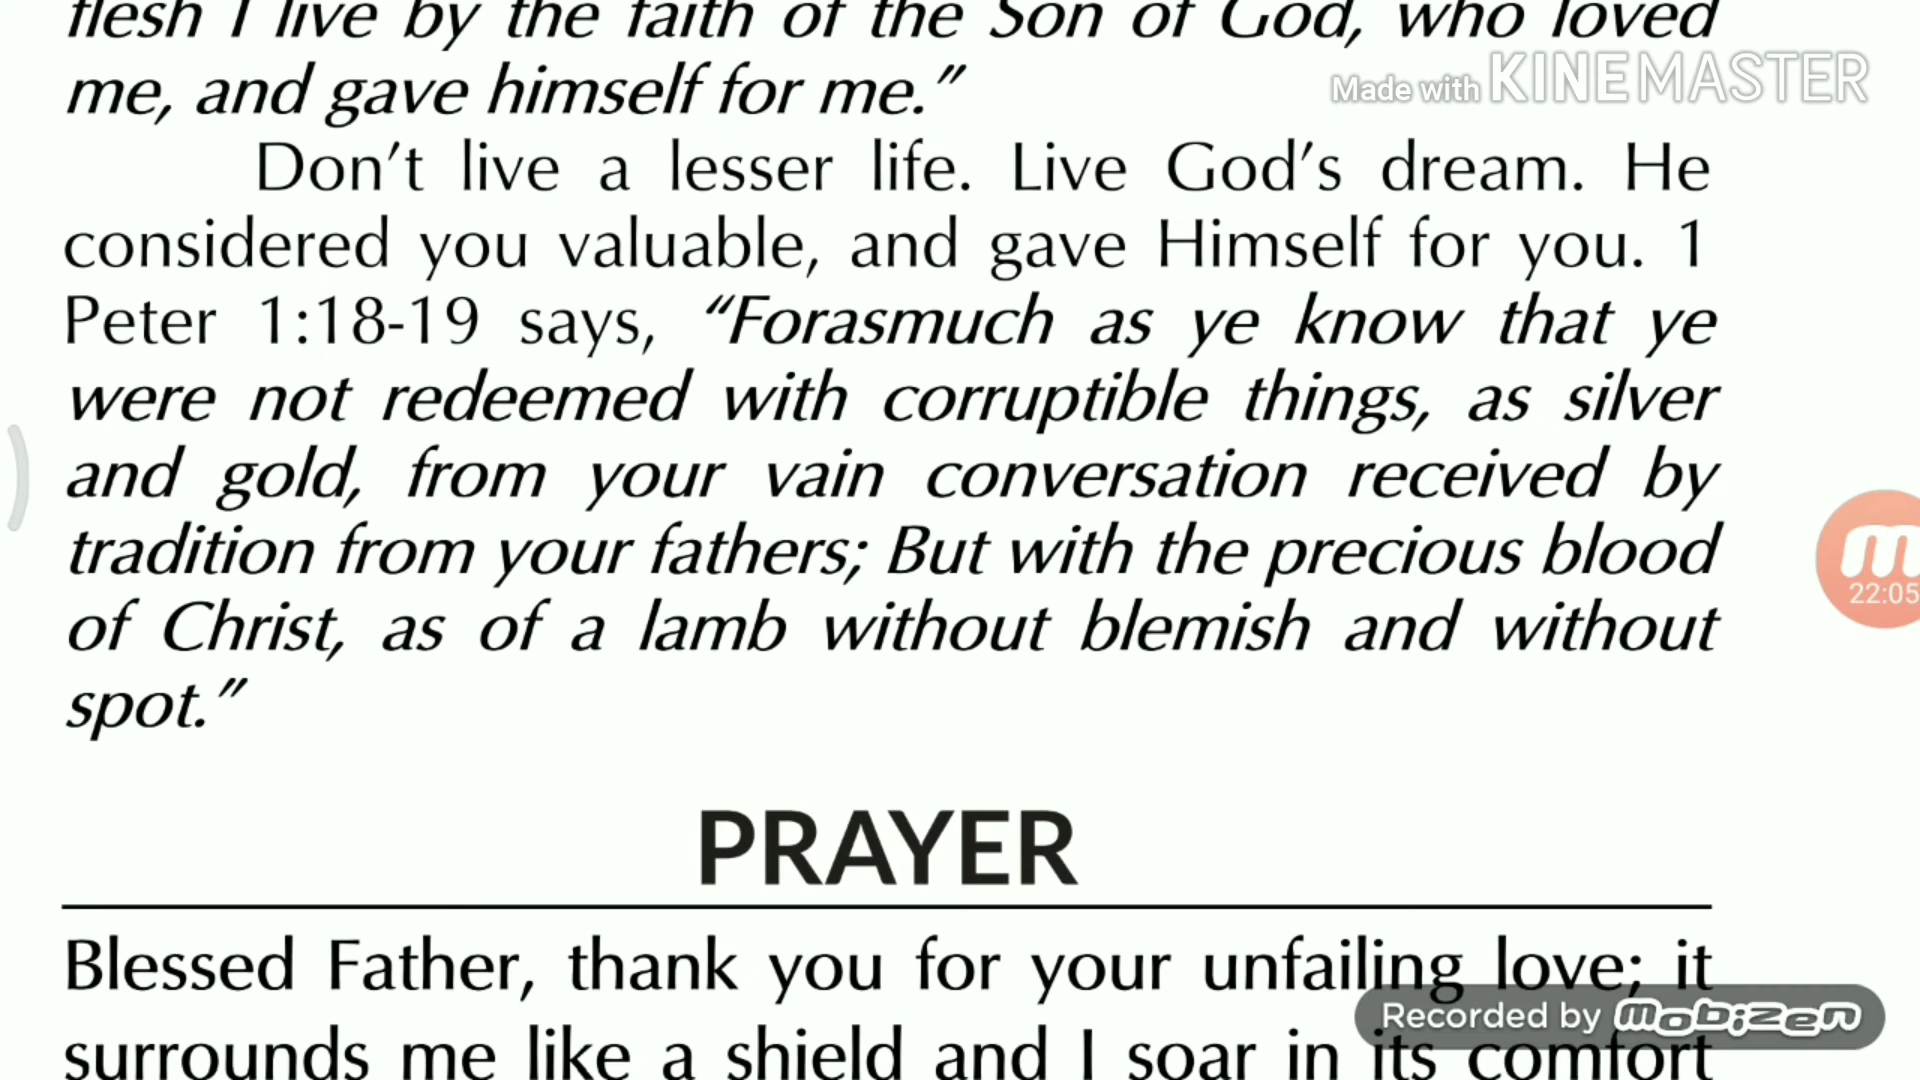 flesh I live by the faith of the Son of God, who loved
me, and gave himself for me.”
Made with KINEMASTER
Don’t live a lesser life. Live God’s dream. He
considered you valuable, and gave Himself for you. 1
Peter 1:18-19 says, “Forasmuch as ye know that ye
were not redeemed with corruptible things, as silver
and gold, from your vain conversation received by
tradition from your fathers; But with the precious blood
of Christ, as of a lamb without blemish and without
spot.”
22:05
PRAYER
Blessed Father, thank you for your unfailing love; it
Recorded by mobizen
surrounds me like a shield and I soar in its comfort